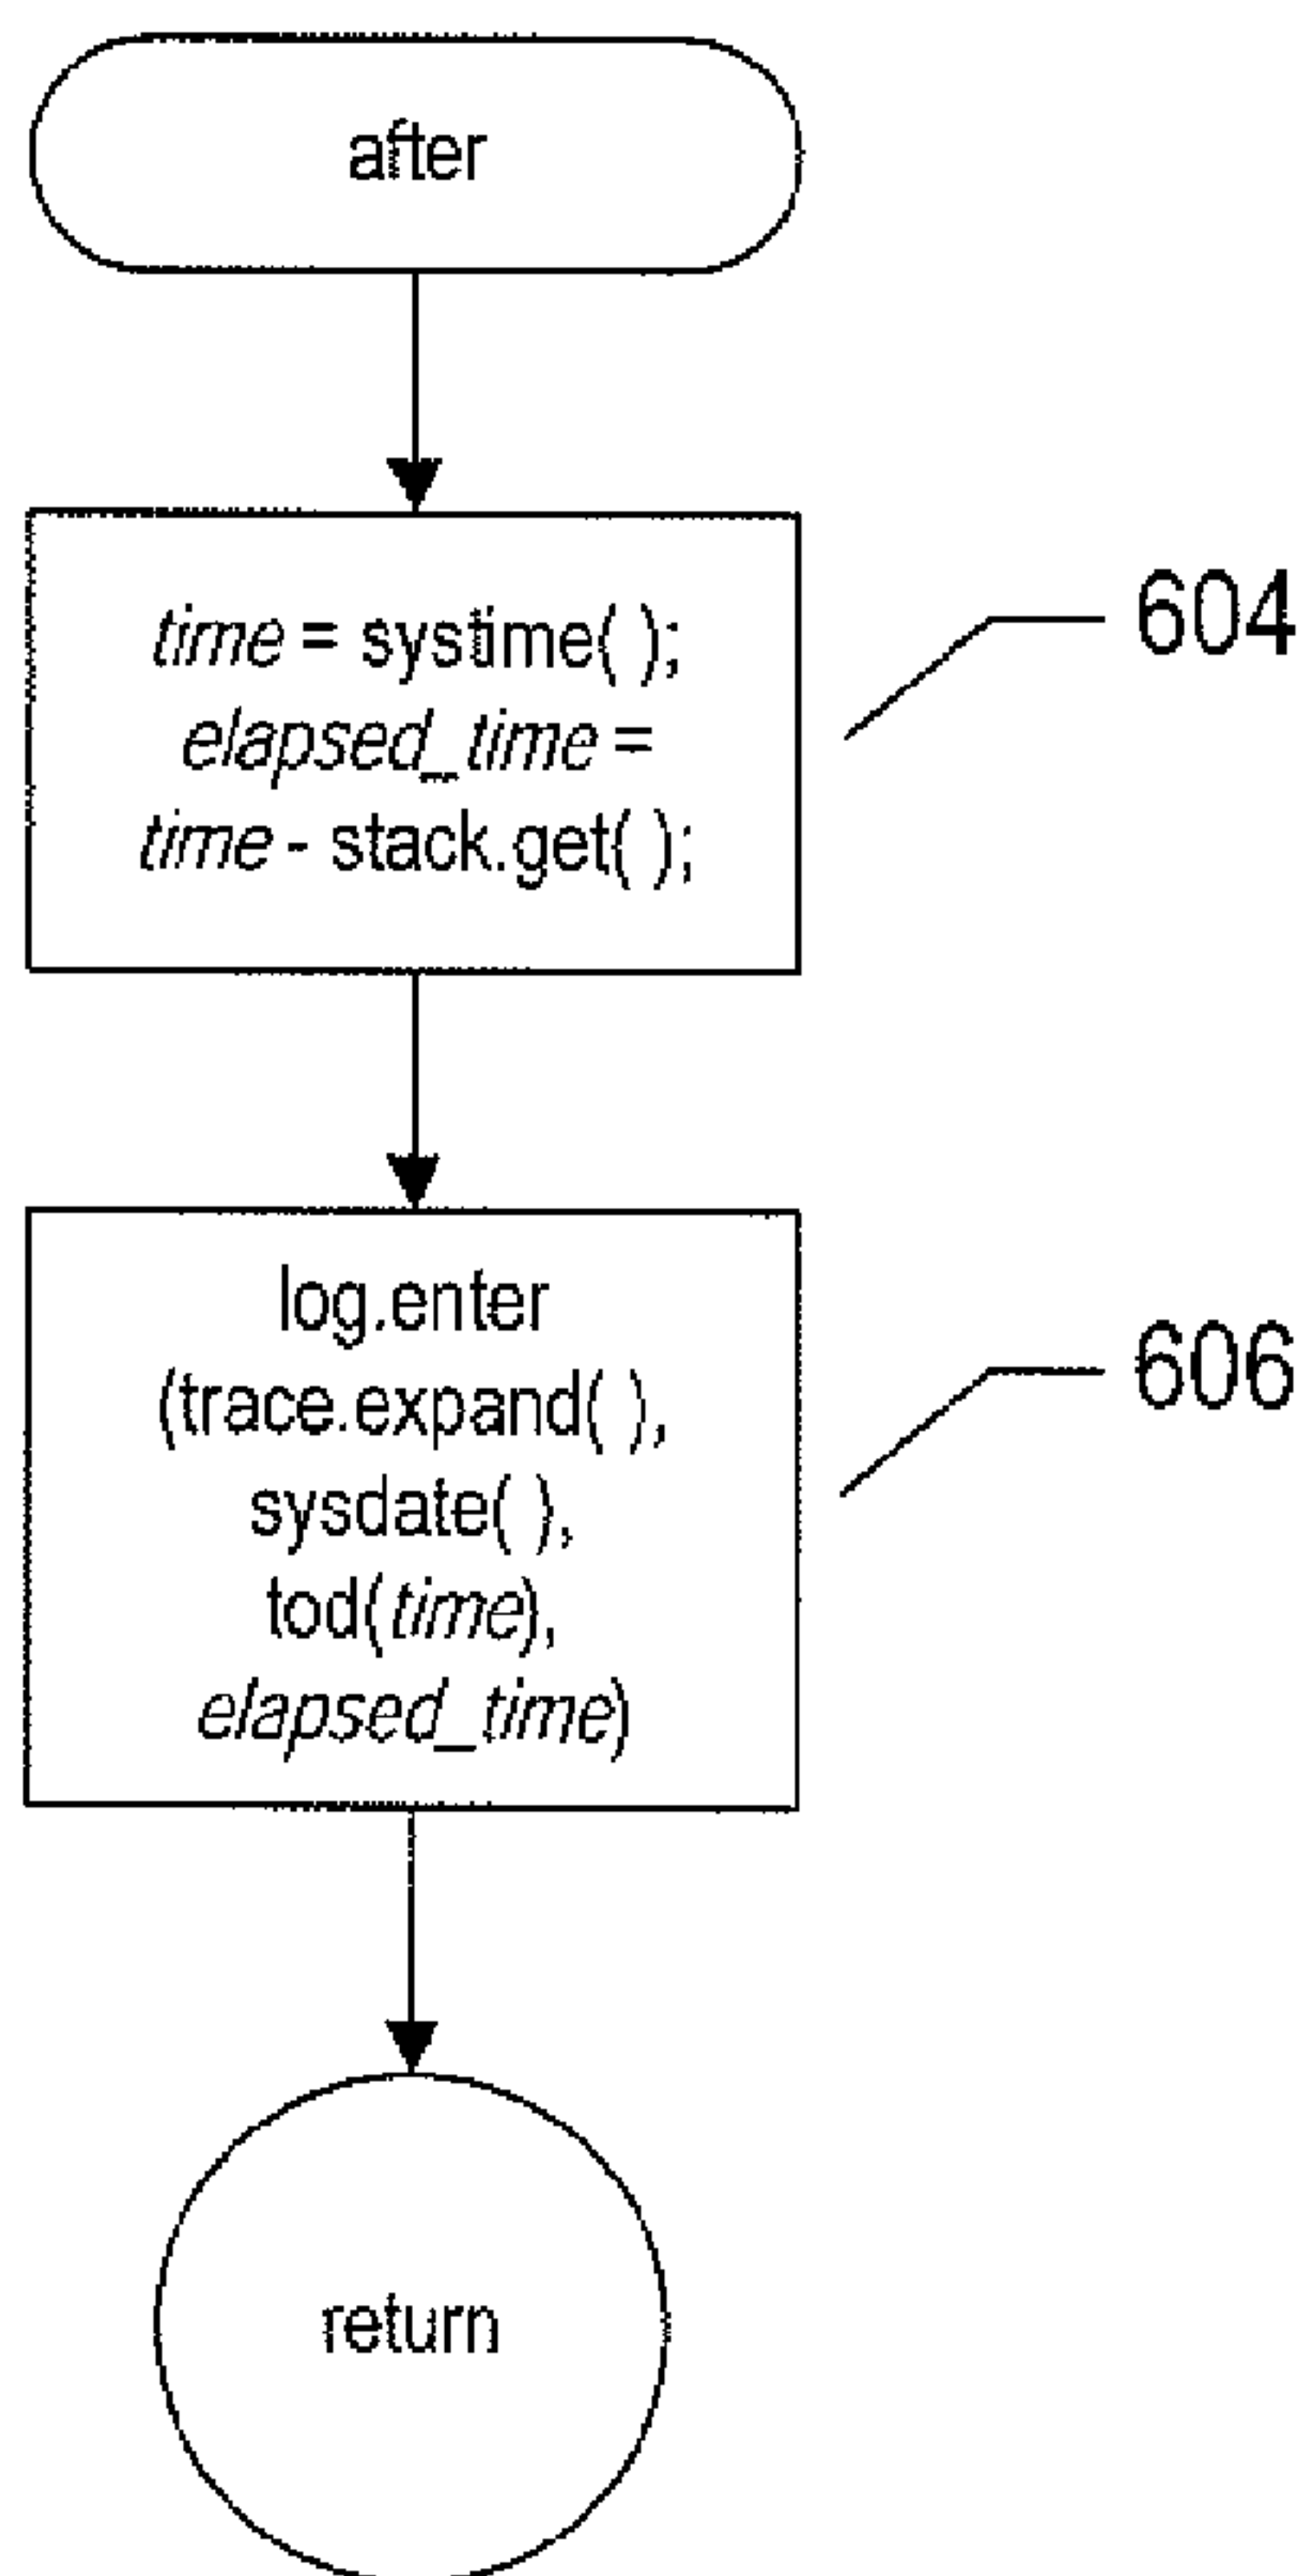 after
time = systime( );
elapsed_time =
time - stack.get( );
604
log.enter
(trace.expand( ),
sysdate( ),
tod(time),
elapsed_time)
606
return